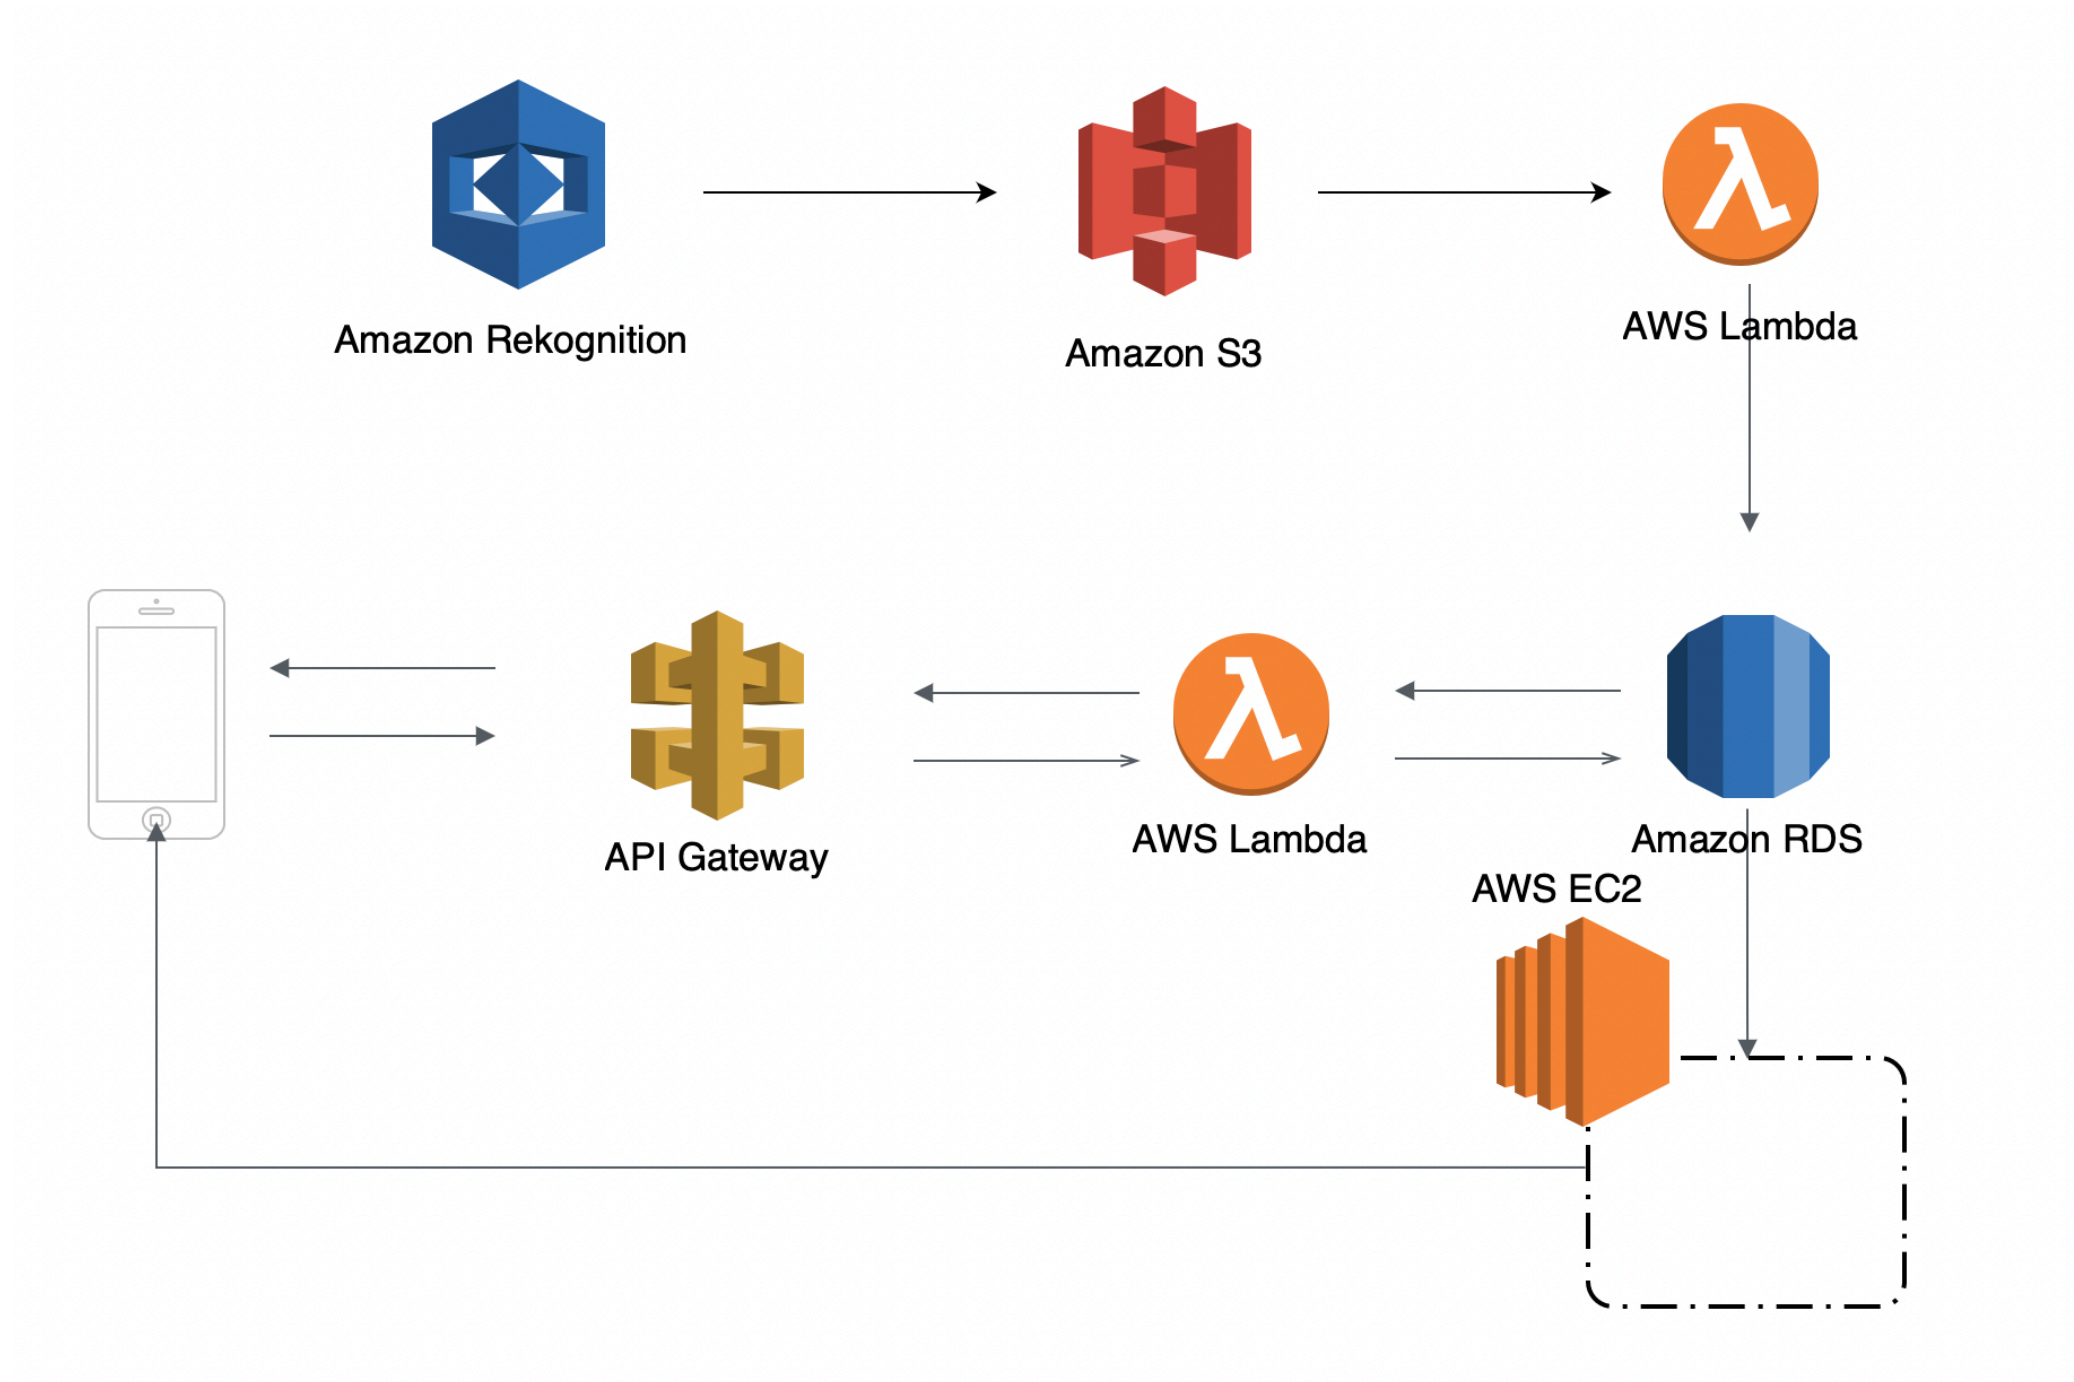 Amazon Rekognition
Amazon S3
AWS Lambda
API Gateway
AWS Lambda
Amazon RDS
AWS EC2